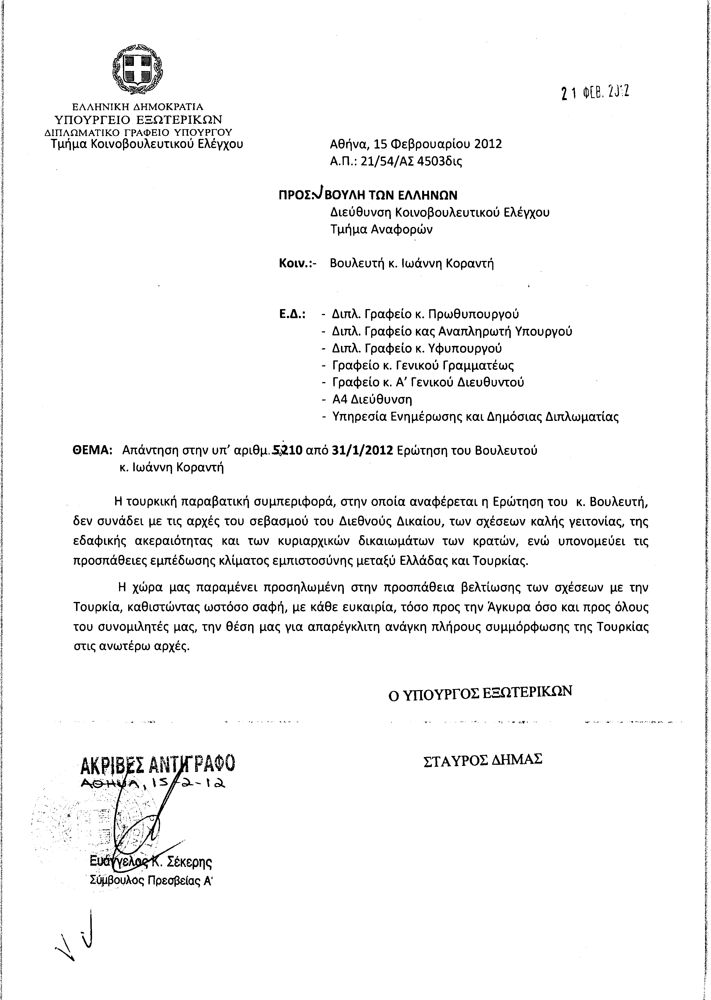 21 ΦΕΒ. 2012
ΕΛΛΗΝΙΚΗ ΔΗΜΟΚΡΑΤΙΑ
ΥΠΟΥΡΓΕΙΟ ΕΞΩΤΕΡΙΚΩΝ
ΔΙΠΛΩΜΑΤΙΚΟ ΓΡΑΦΕΙΟ ΥΠΟΥΡΓΟΥ
Τμήμα Κοινοβουλευτικού Ελέγχου
Αθήνα, 15 Φεβρουαρίου 2012
Α.Π.: 21/54/ΑΣ 4503δις
ΠΡΟΣ: ΒΟΥΛΗ ΤΩΝ ΕΛΛΗΝΩΝ
Διεύθυνση Κοινοβουλευτικού Ελέγχου
Τμήμα Αναφορών
Κοιν.:- Βουλευτή κ. Ιωάννη Κοραντή
Ε.Δ.: - Διπλ. Γραφείο κ. Πρωθυπουργού
- Διπλ. Γραφείο κας Αναπληρωτή Υπουργού
- Διπλ. Γραφείο κ. Υφυπουργού
- Γραφείο κ. Γενικού Γραμματέως
- Γραφείο κ. Α’ Γενικού Διευθυντού
- Α4 Διεύθυνση
- Υπηρεσία Ενημέρωσης και Δημόσιας Διπλωματίας
ΘΕΜΑ: Απάντηση στην υπ’ αριθμ. 5210 από 31/1/2012 Ερώτηση του Βουλευτού
κ. Ιωάννη Κοραντή
Η τουρκική παραβατική συμπεριφορά, στην οποία αναφέρεται η Ερώτηση του κ. Βουλευτή,
δεν συνάδει με τις αρχές του σεβασμού του Διεθνούς Δικαίου, των σχέσεων καλής γειτονίας, της
εδαφικής ακεραιότητας και των κυριαρχικών δικαιωμάτων των κρατών, ενώ υπονομεύει τις
προσπάθειες εμπέδωσης κλίματος εμπιστοσύνης μεταξύ Ελλάδας και Τουρκίας.
Η χώρα μας παραμένει προσηλωμένη στην προσπάθεια βελτίωσης των σχέσεων με την
Τουρκία, καθιστώντας ωστόσο σαφή, με κάθε ευκαιρία, τόσο προς την Άγκυρα όσο και προς όλους
του συνομιλητές μας, την θέση μας για απαρέγκλιτη ανάγκη πλήρους συμμόρφωσης της Τουρκίας
στις ανωτέρω αρχές.
Ο ΥΠΟΥΡΓΟΣ ΕΞΩΤΕΡΙΚΩΝ
ΣΤΑΥΡΟΣ ΔΗΜΑΣ
ΑΚΡΙΒΕΣ ΑΝΤΙΓΡΑΦΟ
ΑΘΗΝΑ, 15-2-12
Ευάγγελος Κ. Σέκερης
Σύμβουλος Πρεσβείας Α'